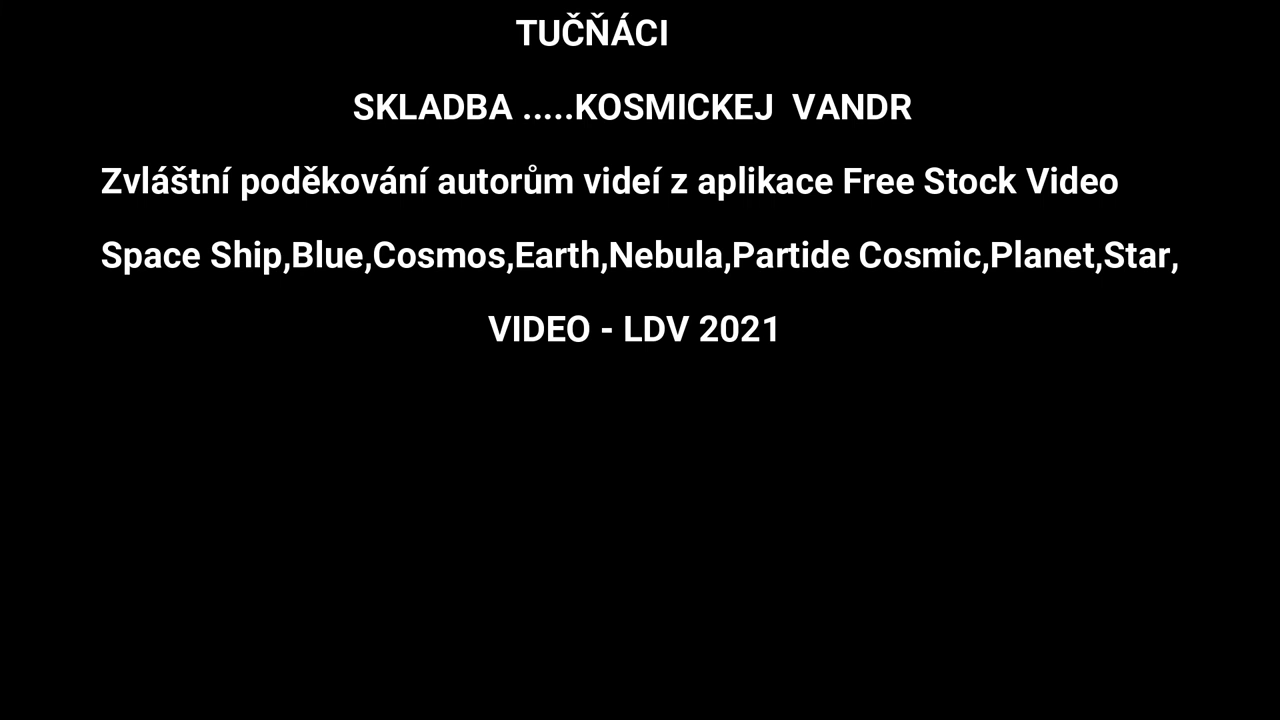 TUČŇÁCI
SKLADBA .....KOSMICKEJ  VANDR
Zvláštní poděkování autorům videí z aplikace Free Stock Video
Space Ship,Blue,Cosmos,Earth,Nebula,Partide Cosmic,Planet,Star,
VIDEO - LDV 2021